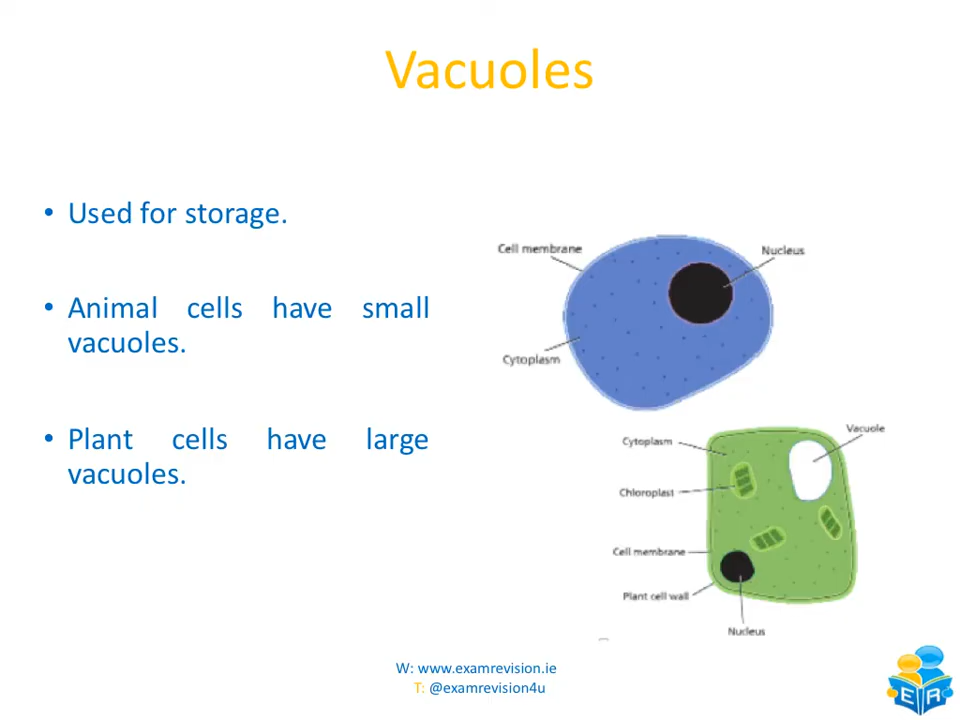 Vacuoles
• Used for storage.
• Animal cells have small
vacuoles.
• Plant cells have large
vacuoles.
Cell membrane
Nucleus
Cytoplasm
Vacuole
Cytoplasm
Chloroplast
Cell membrane
Plant cell wall
Nucleus
W: www.examrevision.ie
T: @examrevision4u
E R